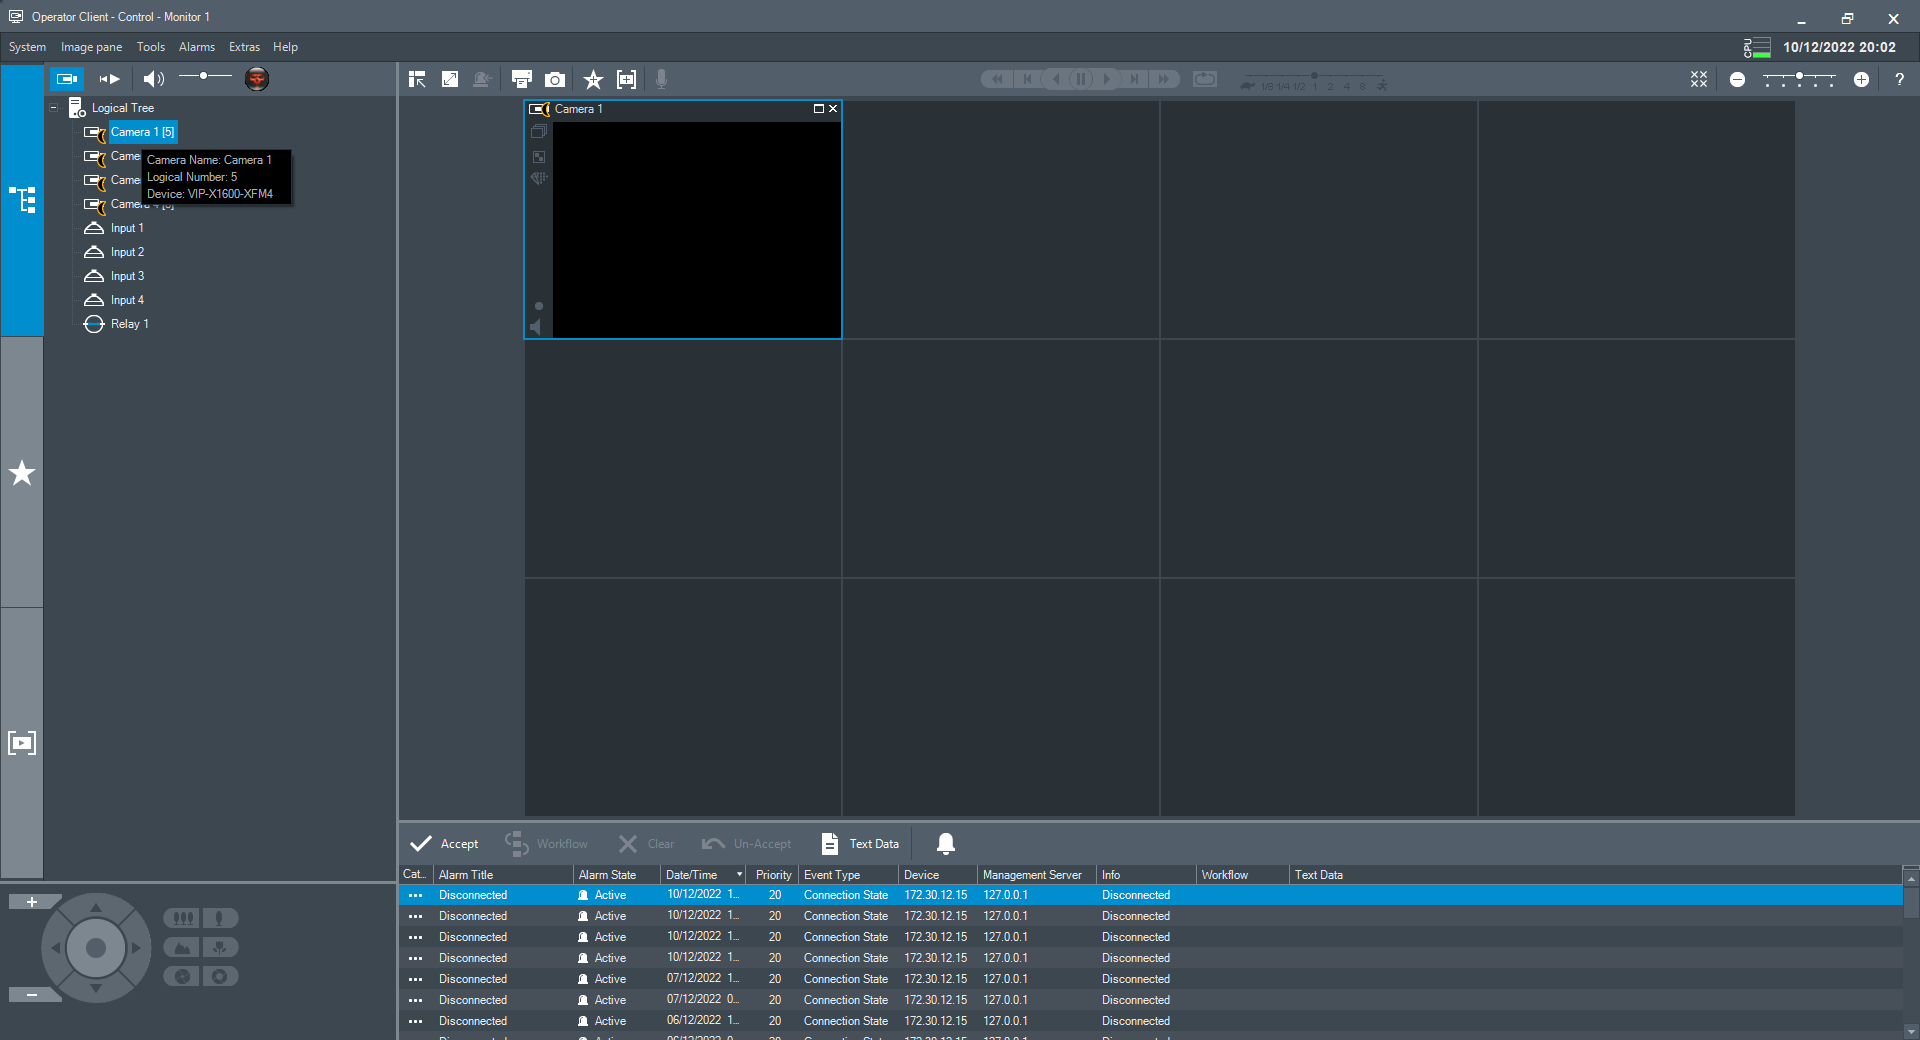 Operator Client - Control - Monitor 1
System Image pane Tools Alarms Extras Help
CPU 10/12/2022 20:02
1/8 1/4 1/2 1 2 4 8
?
Logical Tree
Camera 1 [5]
Came
Came
Camera
Camera Name: Camera 1
Logical Number: 5
Device: VIP-X1600-XFM4
Input 1
Input 2
Input 3
Input 4
Relay 1
Camera 1
Accept Workflow Clear Un-Accept Text Data
Cat... Alarm Title Alarm State Date/Time Priority Event Type Device Management Server Info Workflow Text Data
Disconnected Active 10/12/2022 1... 20 Connection State 172.30.12.15 127.0.0.1 Disconnected
Disconnected Active 10/12/2022 1... 20 Connection State 172.30.12.15 127.0.0.1 Disconnected
Disconnected Active 10/12/2022 1... 20 Connection State 172.30.12.15 127.0.0.1 Disconnected
Disconnected Active 10/12/2022 1... 20 Connection State 172.30.12.15 127.0.0.1 Disconnected
Disconnected Active 07/12/2022 1... 20 Connection State 172.30.12.15 127.0.0.1 Disconnected
Disconnected Active 07/12/2022 0... 20 Connection State 172.30.12.15 127.0.0.1 Disconnected
Disconnected Active 06/12/2022 1... 20 Connection State 172.30.12.15 127.0.0.1 Disconnected